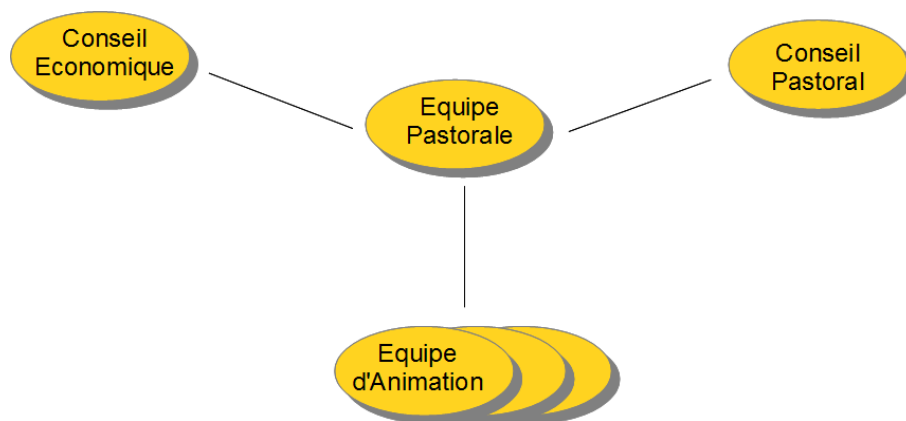 Conseil
Economique
Conseil
Pastoral
Equipe
Pastorale
Equipe
d'Animation